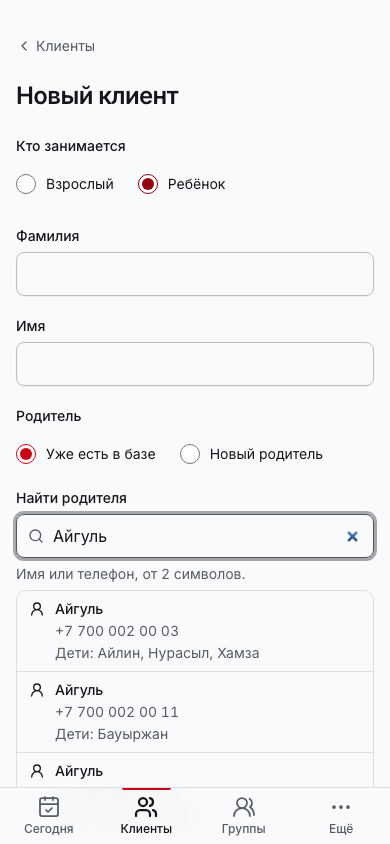 Клиенты
Новый клиент
Кто занимается
Взрослый
Ребёнок
Фамилия
Имя
Родитель
Уже есть в базе
Новый родитель
Найти родителя
Айгуль
Имя или телефон, от 2 символов.
Айгуль
+7 700 002 00 03
Дети: Айлин, Нурасыл, Хамза
Айгуль
+7 700 002 00 11
Дети: Бауыржан
Айгуль
Сегодня
Клиенты
Группы
Ещё